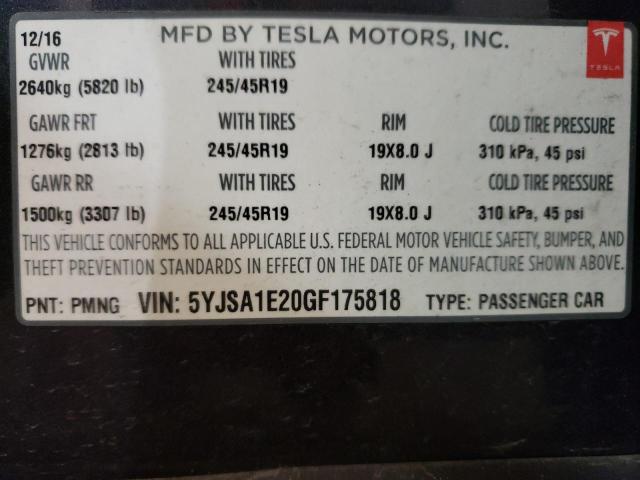 12/16 MFD BY TESLA MOTORS, INC.
GVWR WITH TIRES
TESLA
2640kg (5820 lb) 245/45R19
GAWR FRT WITH TIRES RIM COLD TIRE PRESSURE
1276kg (2813 lb) 245/45R19 19X8.0 J 310 kPa, 45 psi
GAWR RR WITH TIRES RIM COLD TIRE PRESSURE
1500kg (3307 lb) 245/45R19 19X8.0 J 310 kPa, 45 psi
THIS VEHICLE CONFORMS TO ALL APPLICABLE U.S. FEDERAL MOTOR VEHICLE SAFETY, BUMPER, AND
THEFT PREVENTION STANDARDS IN EFFECT ON THE DATE OF MANUFACTURE SHOWN ABOVE.
PNT: PMNG VIN: 5YJSA1E20GF175818 TYPE: PASSENGER CAR